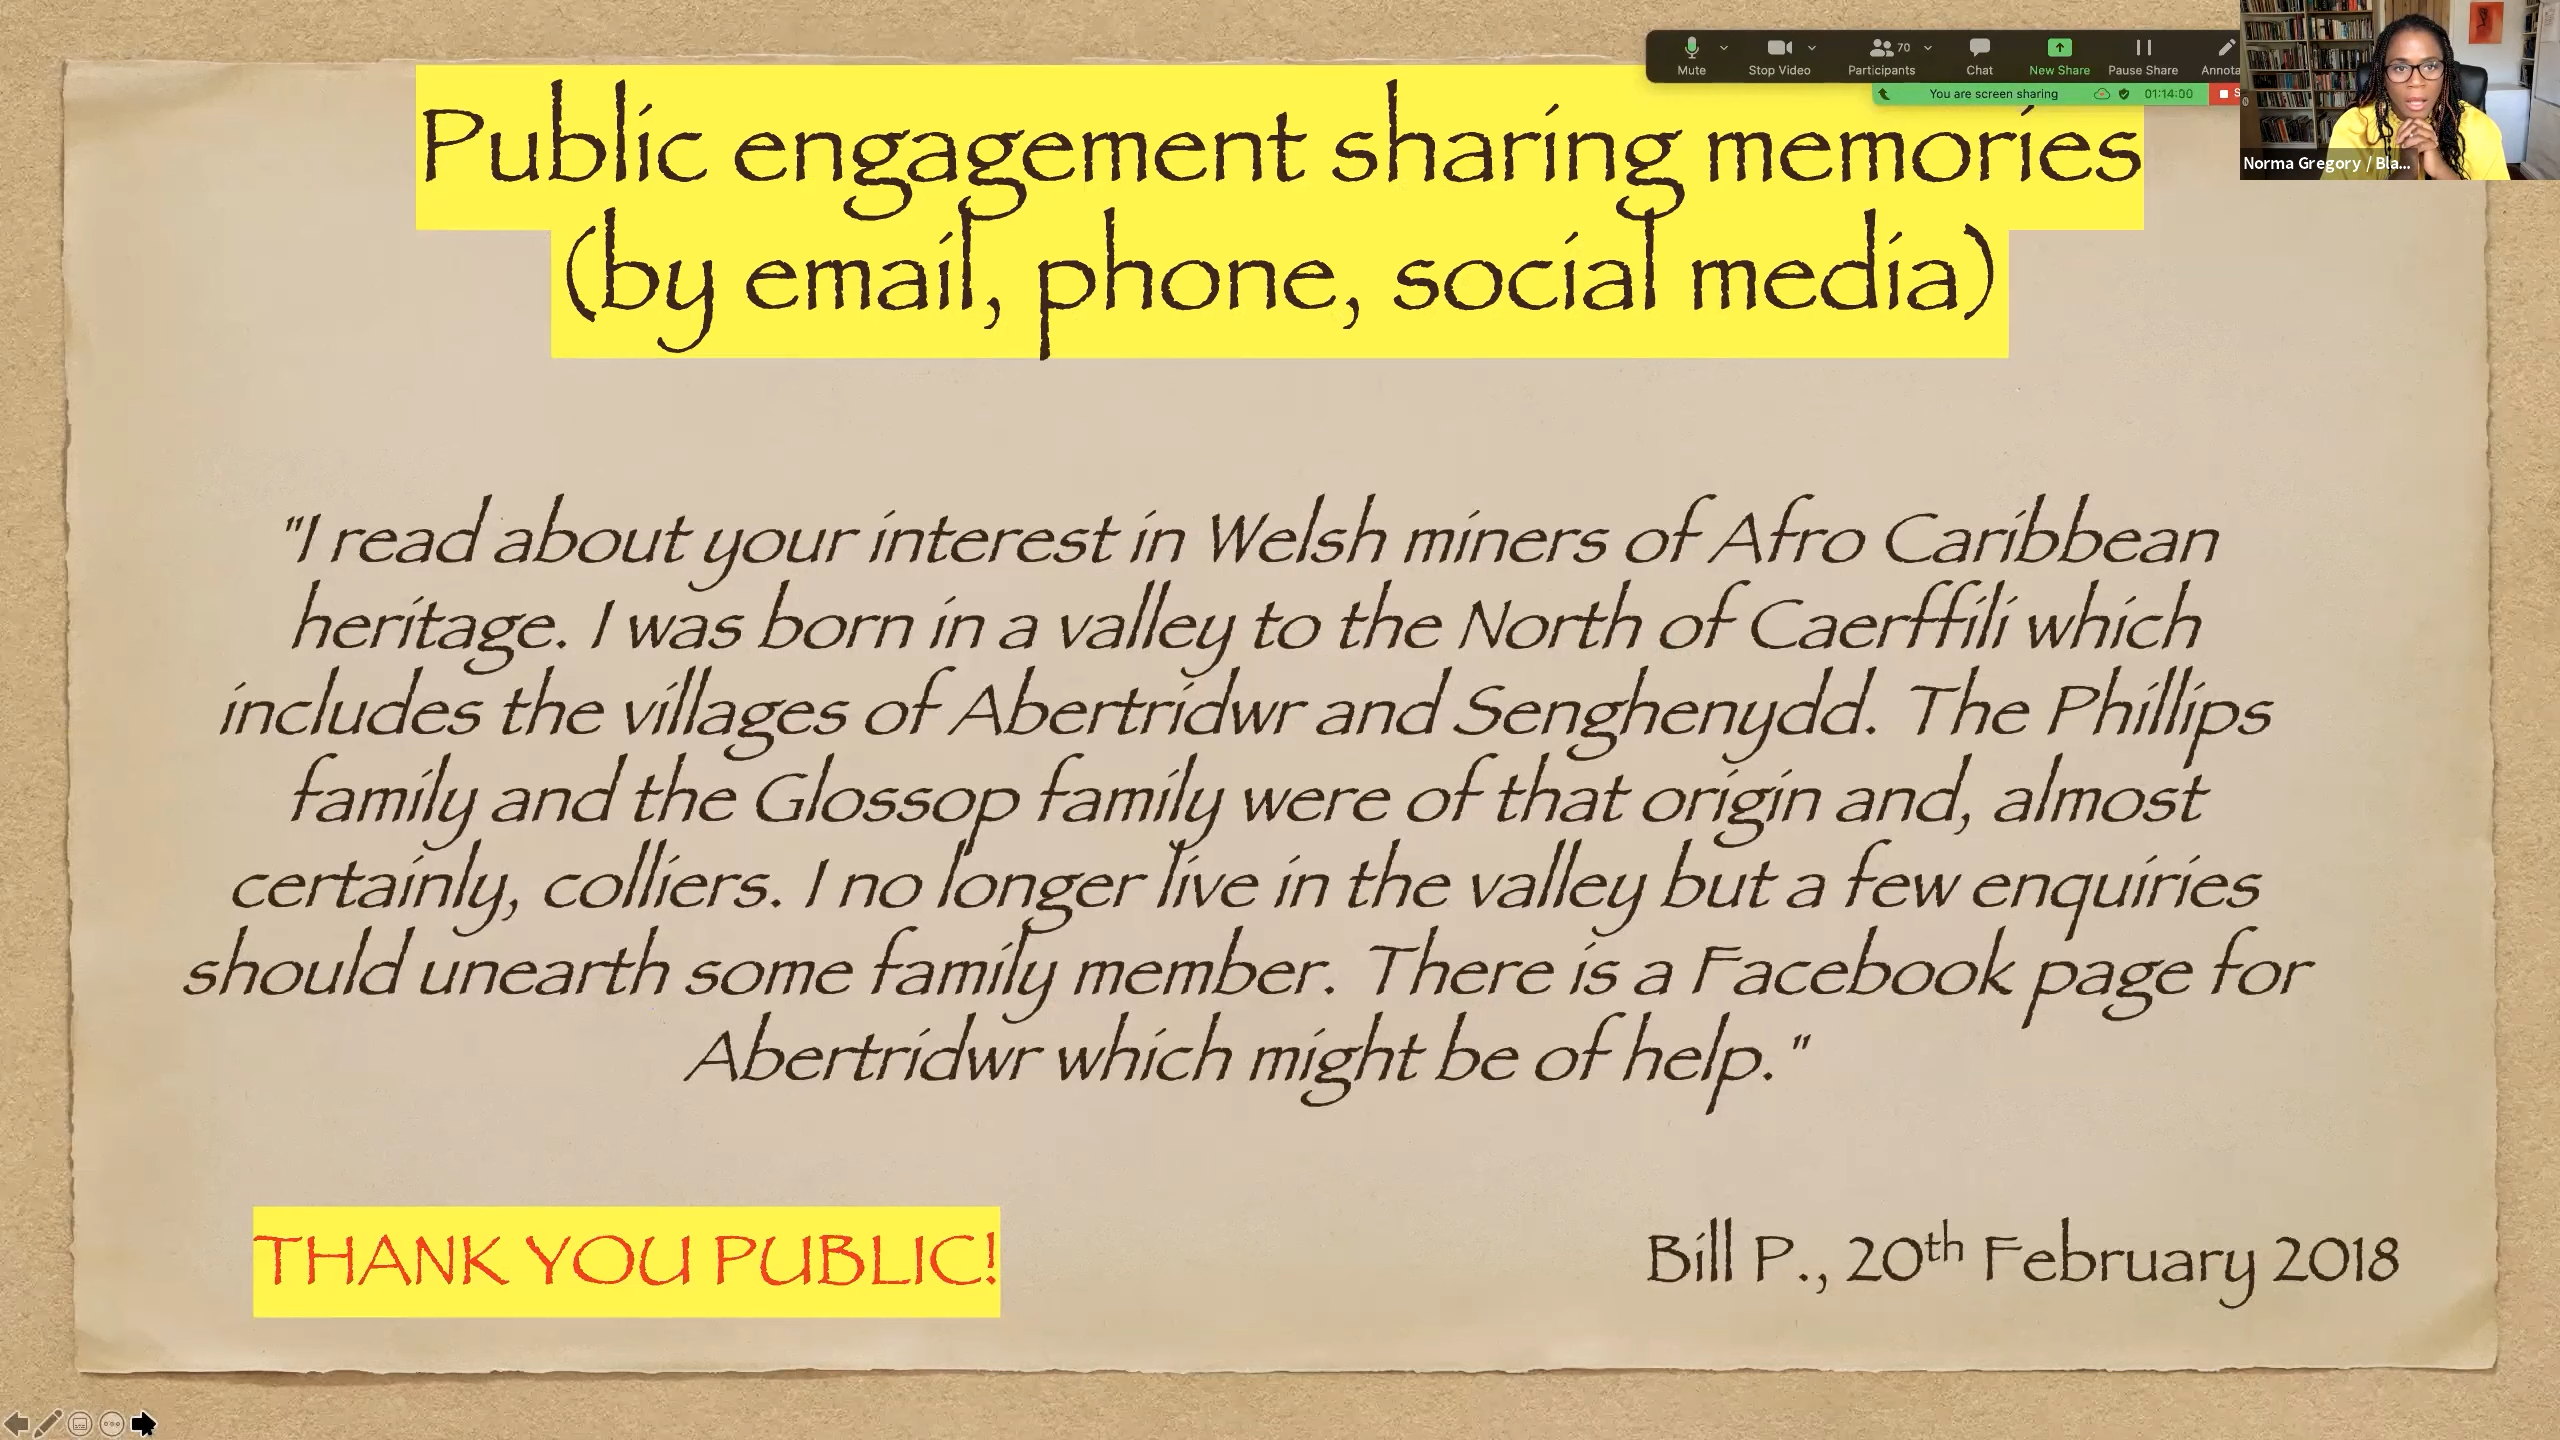 Mute
Stop Video
70
Participants
Chat
New Share
Pause Share
You are screen sharing
01:14:00
Norma Gregory / Bla...
Public engagement sharing memories
(by email, phone, social media)
"I read about your interest in Welsh miners of Afro Caribbean
heritage. I was born in a valley to the North of Caerffili which
includes the villages of Abertridwr and Senghenydd. The Phillips
family and the Glossop family were of that origin and, almost
certainly, colliers. I no longer live in the valley but a few enquiries
should unearth some family member. There is a Facebook page for
Abertridwr which might be of help."
THANK YOU PUBLIC!
Bill P., 20th February 2018